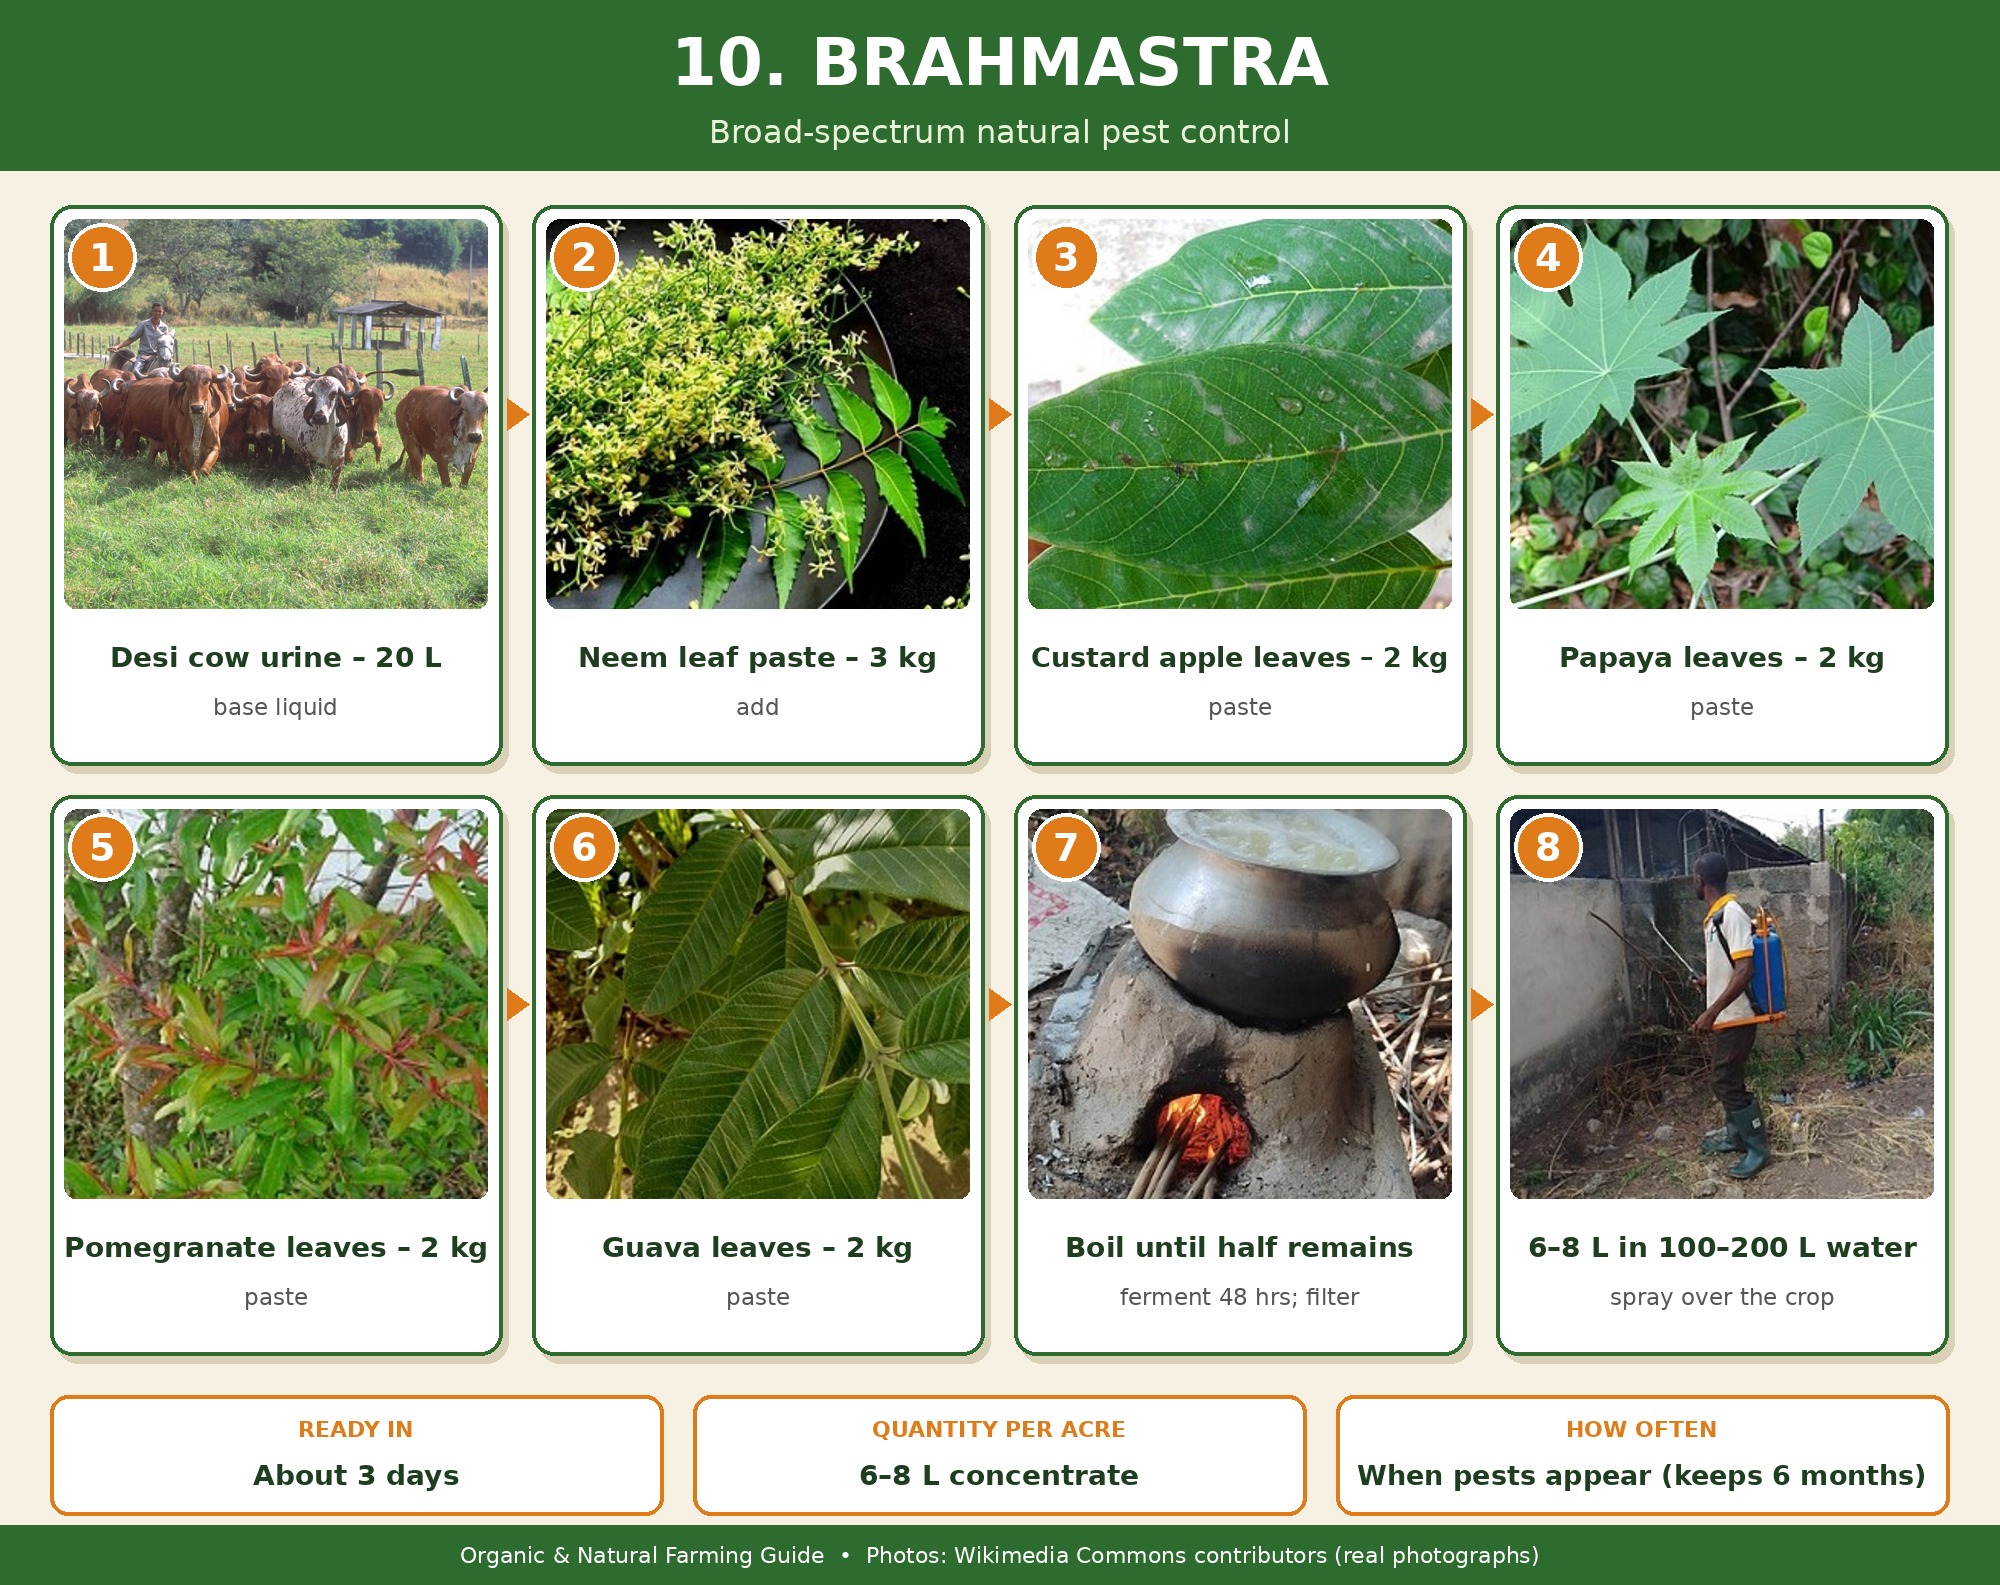 10. BRAHMASTRA
Broad-spectrum natural pest control
1
Desi cow urine – 20 L
base liquid
2
Neem leaf paste – 3 kg
add
3
Custard apple leaves – 2 kg
paste
4
Papaya leaves – 2 kg
paste
5
Pomegranate leaves – 2 kg
paste
6
Guava leaves – 2 kg
paste
7
Boil until half remains
ferment 48 hrs; filter
8
6–8 L in 100–200 L water
spray over the crop
READY IN
About 3 days
QUANTITY PER ACRE
6–8 L concentrate
HOW OFTEN
When pests appear (keeps 6 months)
Organic & Natural Farming Guide • Photos: Wikimedia Commons contributors (real photographs)